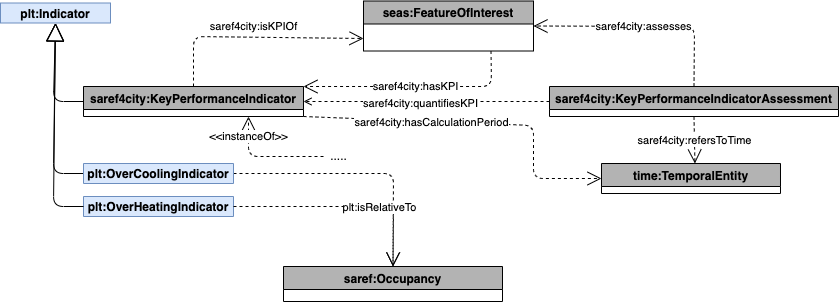 plt:Indicator
seas:FeatureOfInterest
saref4city:isKPIOf
saref4city:assesses
saref4city:hasKPI
saref4city:KeyPerformanceIndicator
saref4city:quantifiesKPI
saref4city:KeyPerformanceIndicatorAssessment
saref4city:hasCalculationPeriod
<<instanceOf>>
saref4city:refersToTime
.....
plt:OverCoolingIndicator
time:TemporalEntity
plt:OverHeatingIndicator
plt:isRelativeTo
saref:Occupancy